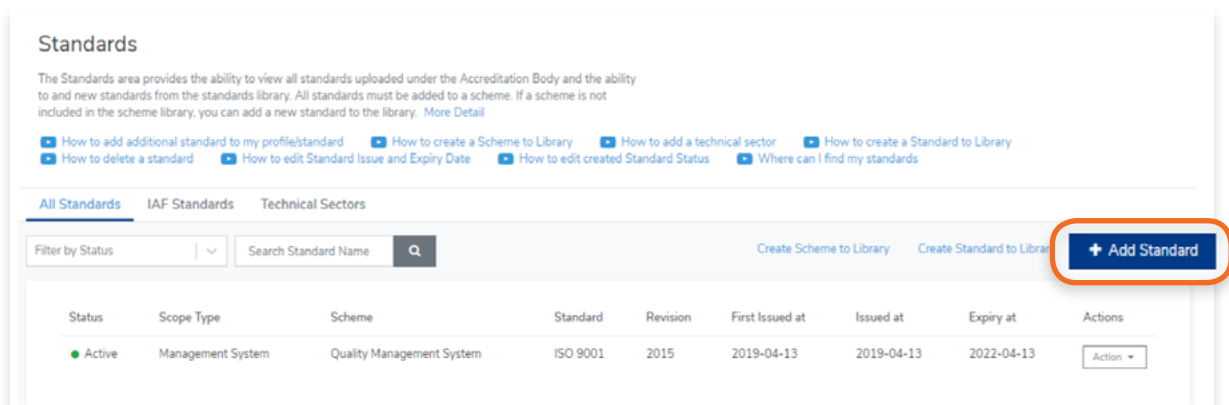 Standards
The Standards area provides the ability to view all standards uploaded under the Accreditation Body and the ability
to and new standards from the standards library. All standards must be added to a scheme. If a scheme is not
included in the scheme library, you can add a new standard to the library. More Detail
How to add additional standard to my profile/standard How to create a Scheme to Library How to add a technical sector How to create a Standard to Library
How to delete a standard How to edit Standard Issue and Expiry Date How to edit created Standard Status Where can I find my standards
All Standards IAF Standards Technical Sectors
Filter by Status Search Standard Name Create Scheme to Library Create Standard to Librar + Add Standard
Status Scope Type Scheme Standard Revision First Issued at Issued at Expiry at Actions
Active Management System Quality Management System ISO 9001 2015 2019-04-13 2019-04-13 2022-04-13 Action